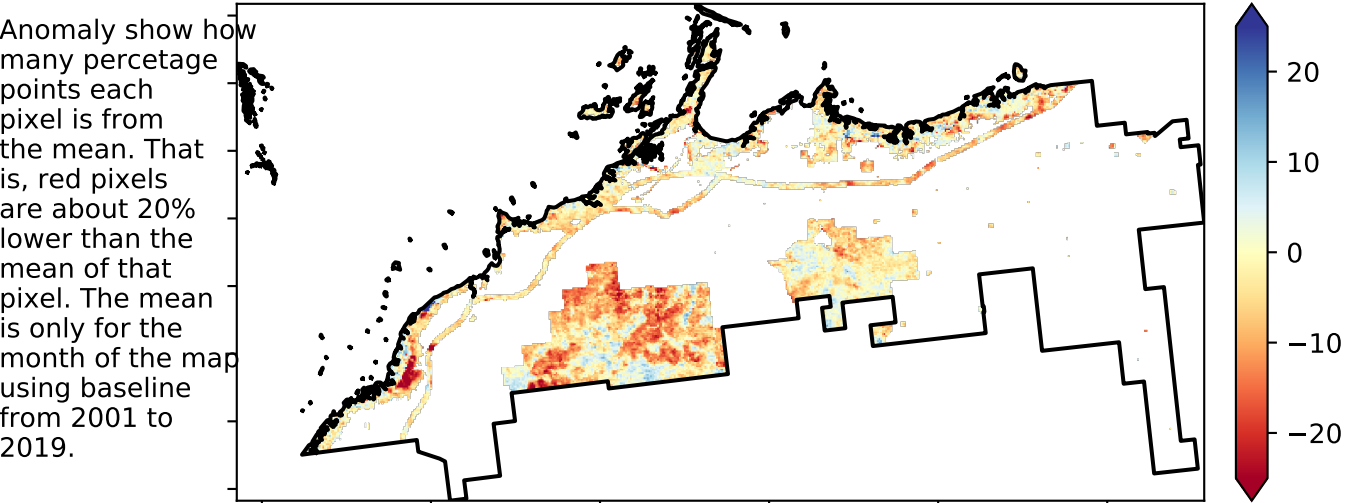 Anomaly show how
many percetage
points each
pixel is from
the mean. That
is, red pixels
are about 20%
lower than the
mean of that
pixel. The mean
is only for the
month of the map
using baseline
from 2001 to
2019.
20
10
0
−10
−20